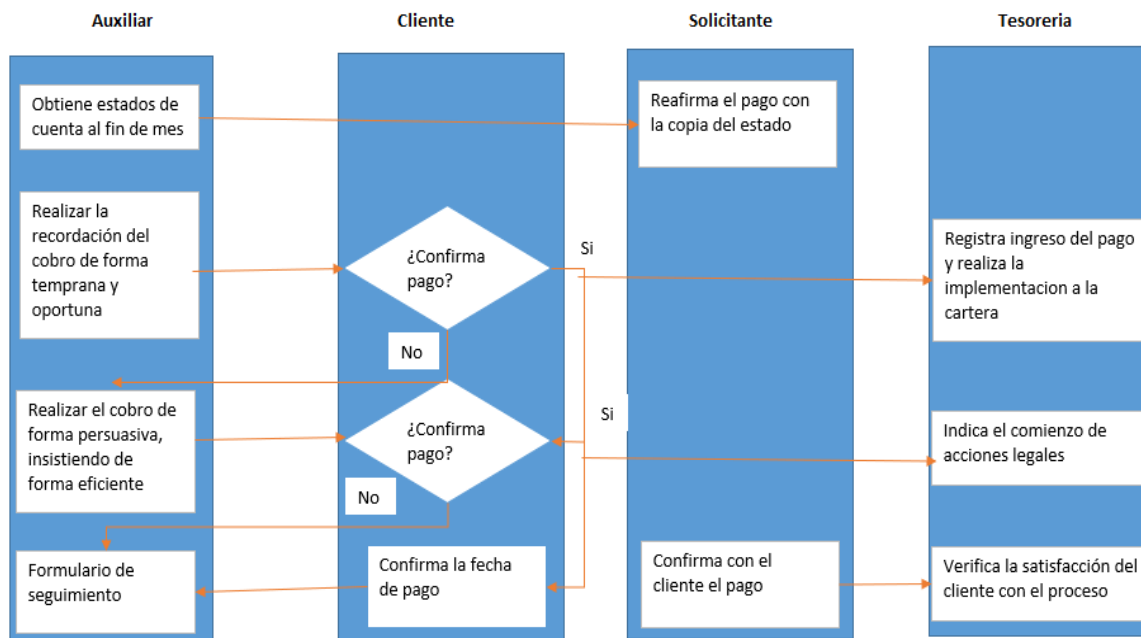 Auxiliar
Cliente
Solicitante
Tesoreria
Obtiene estados de
cuenta al fin de mes
Reafirma el pago con
la copia del estado
Realizar la
recordación del
cobro de forma
temprana y
oportuna
¿Confirma
pago?
Si
Registra ingreso del pago
y realiza la
implementacion a la
cartera
No
Realizar el cobro de
forma persuasiva,
insistiendo de
forma eficiente
¿Confirma
pago?
Si
Indica el comienzo de
acciones legales
No
Formulario de
seguimiento
Confirma la fecha
de pago
Confirma con el
cliente el pago
Verifica la satisfacción del
cliente con el proceso